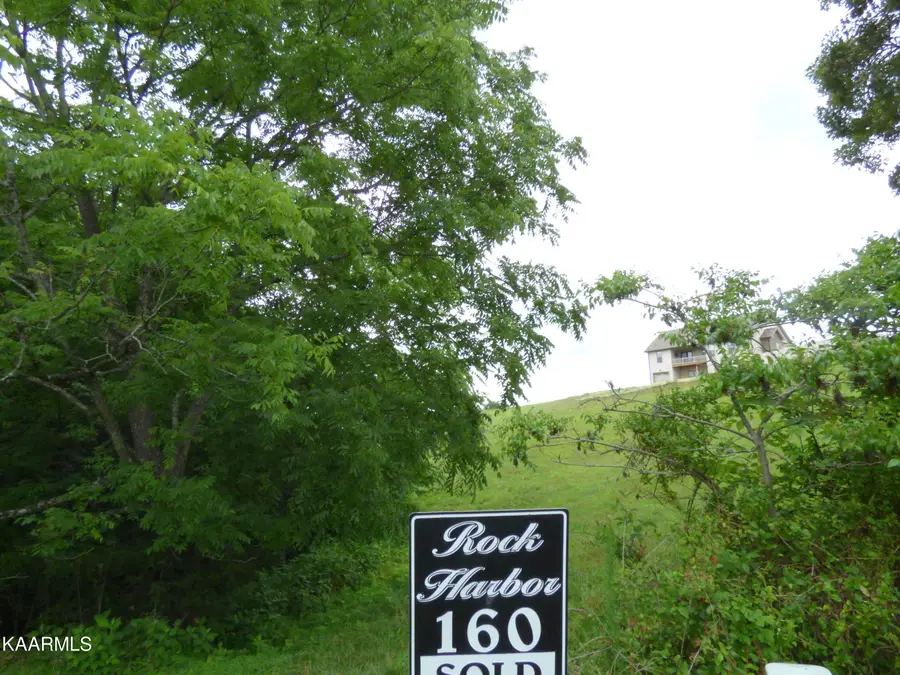 Rock
Harbor
160
SOLD
KAARMLS